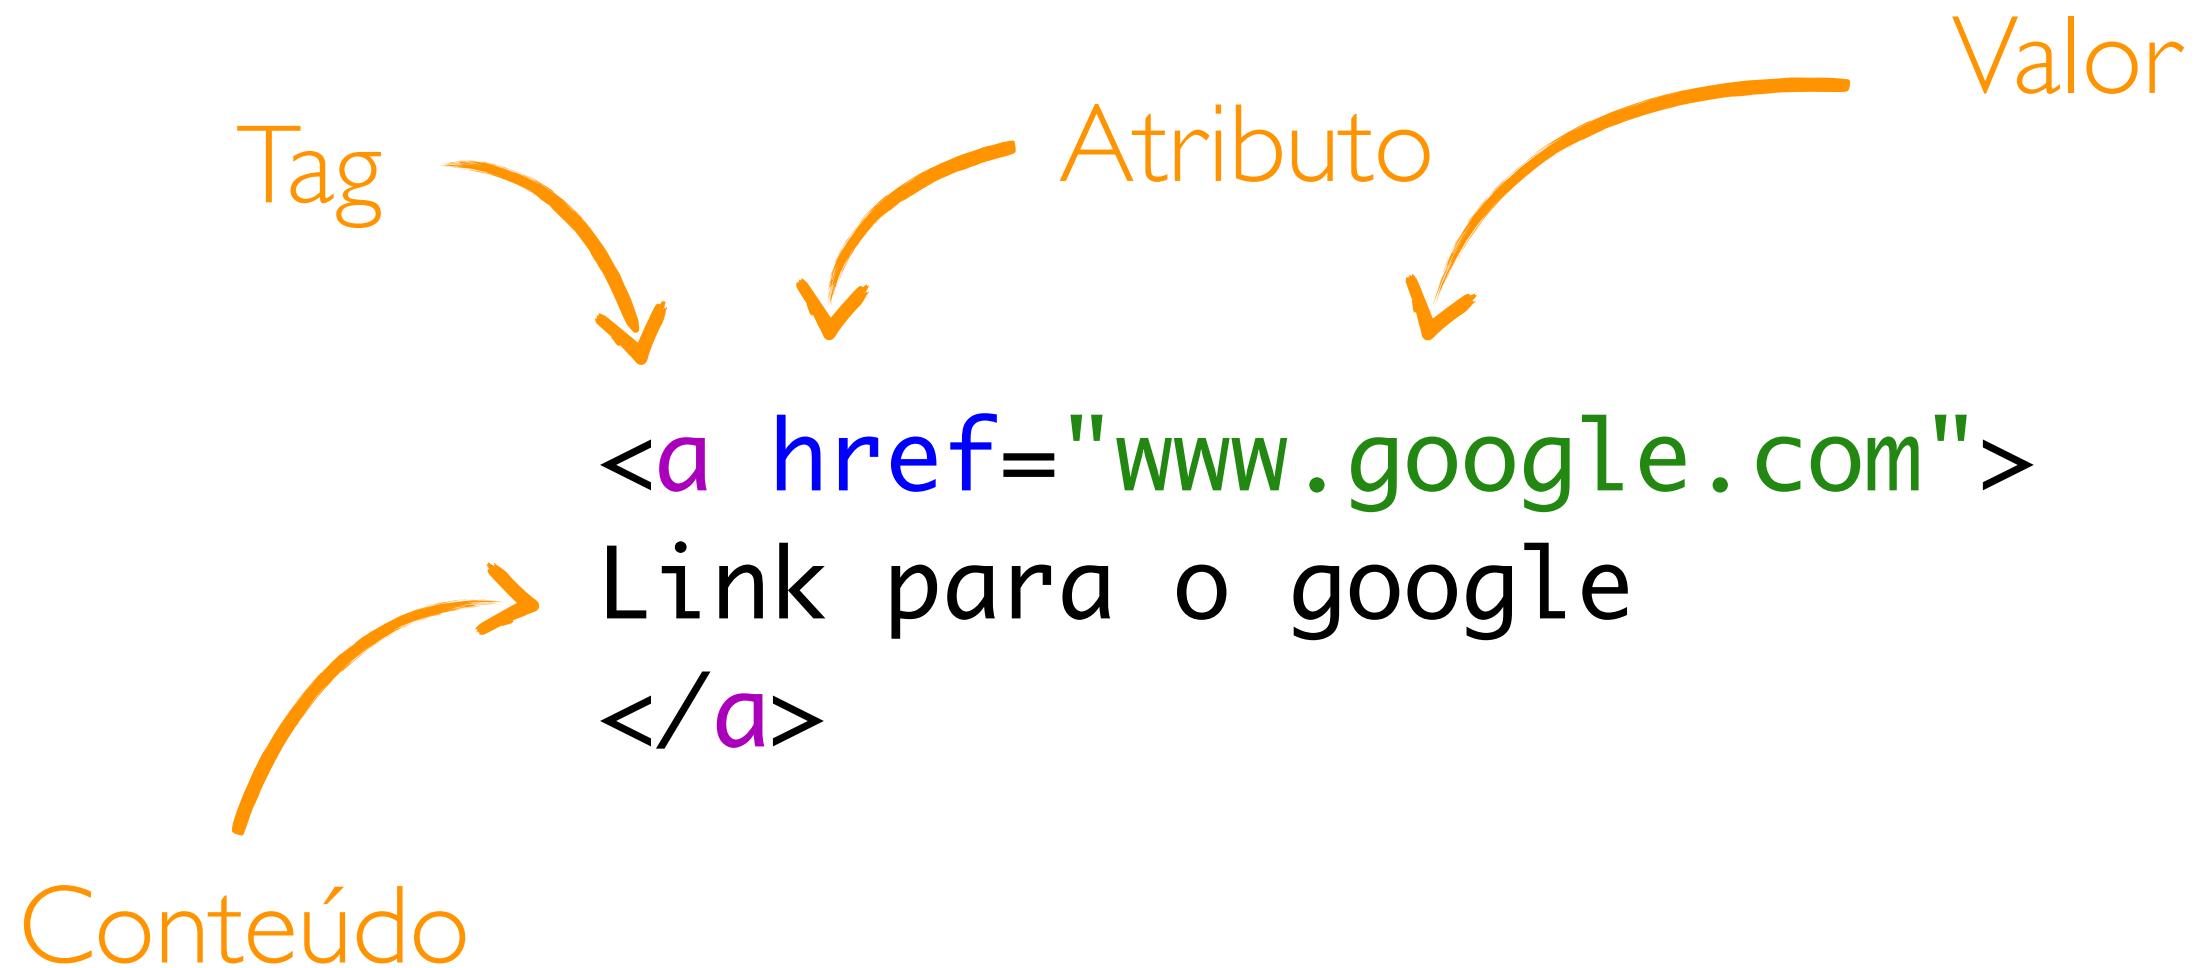 Valor
Atributo
Tag
<a href="www.google.com">
Link para o google
</a>
Conteúdo